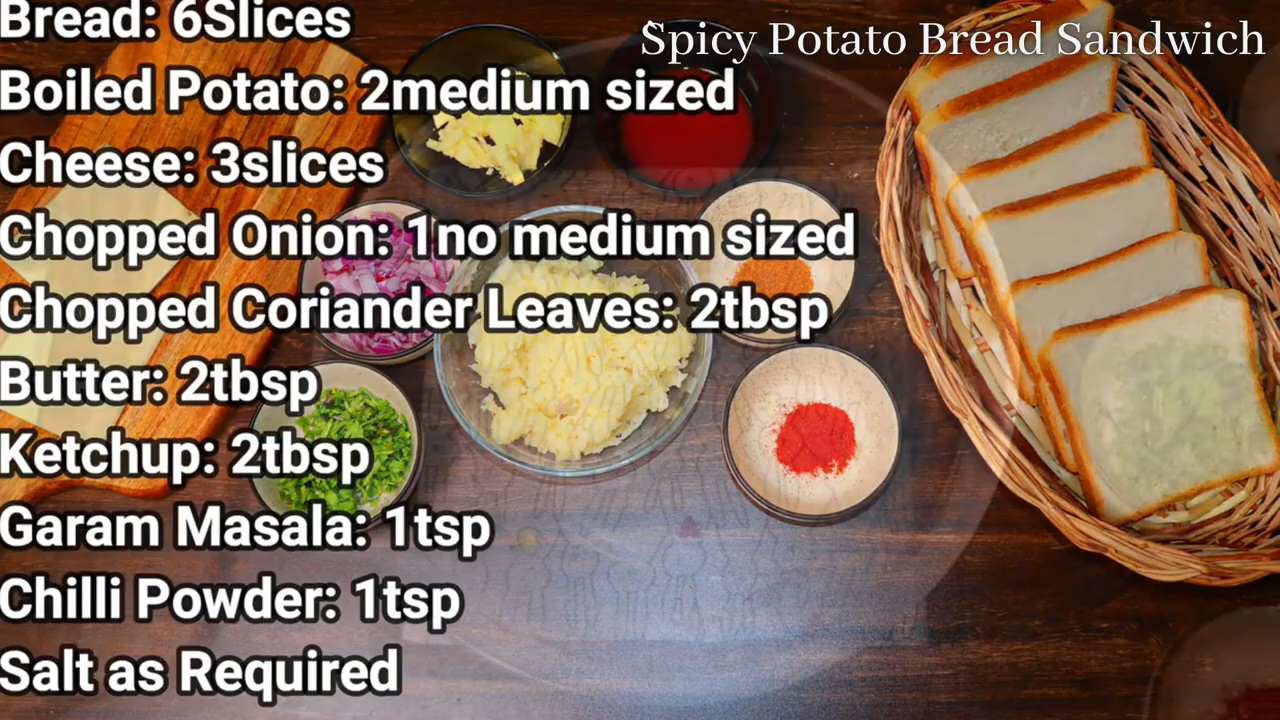 Spicy Potato Bread Sandwich
Bread: 6Slices
Boiled Potato: 2medium sized
Cheese: 3slices
Chopped Onion: 1no medium sized
Chopped Coriander Leaves: 2tbsp
Butter: 2tbsp
Ketchup: 2tbsp
Garam Masala: 1tsp
Chilli Powder: 1tsp
Salt as Required